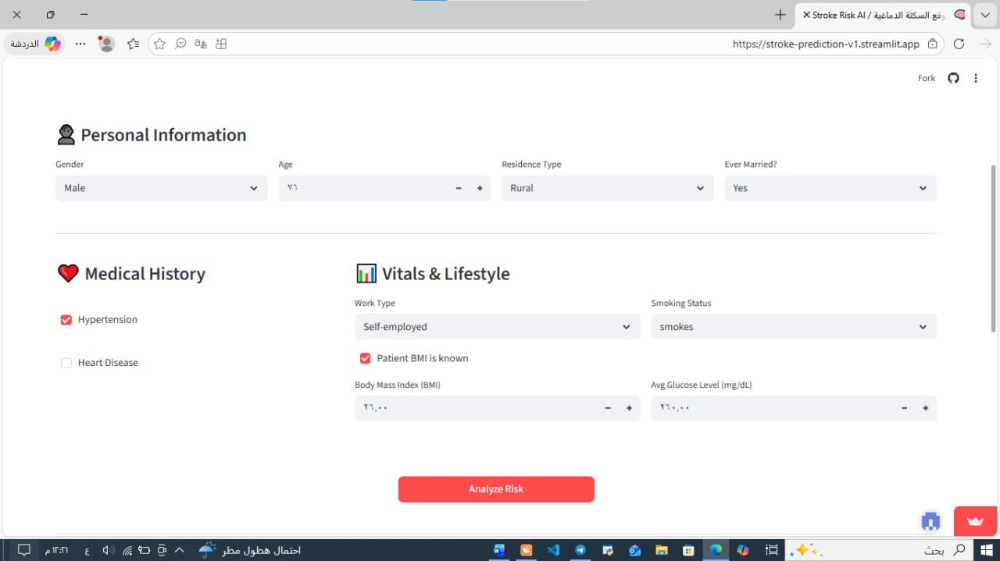 وقع السكتة الدماغية / Stroke Risk AI
الدردشة
https://stroke-prediction-v1.streamlit.app
Fork
Personal Information
Gender
Age
Residence Type
Ever Married?
Male
٧٦
Rural
Yes
Medical History
Vitals & Lifestyle
Hypertension
Heart Disease
Work Type
Smoking Status
Self-employed
smokes
Patient BMI is known
Body Mass Index (BMI)
Avg Glucose Level (mg/dL)
٢٦٫٠٠
٢٦٠٫٠٠
Analyze Risk
١٢:٢١ م
ع
احتمال هطول مطر
بحث